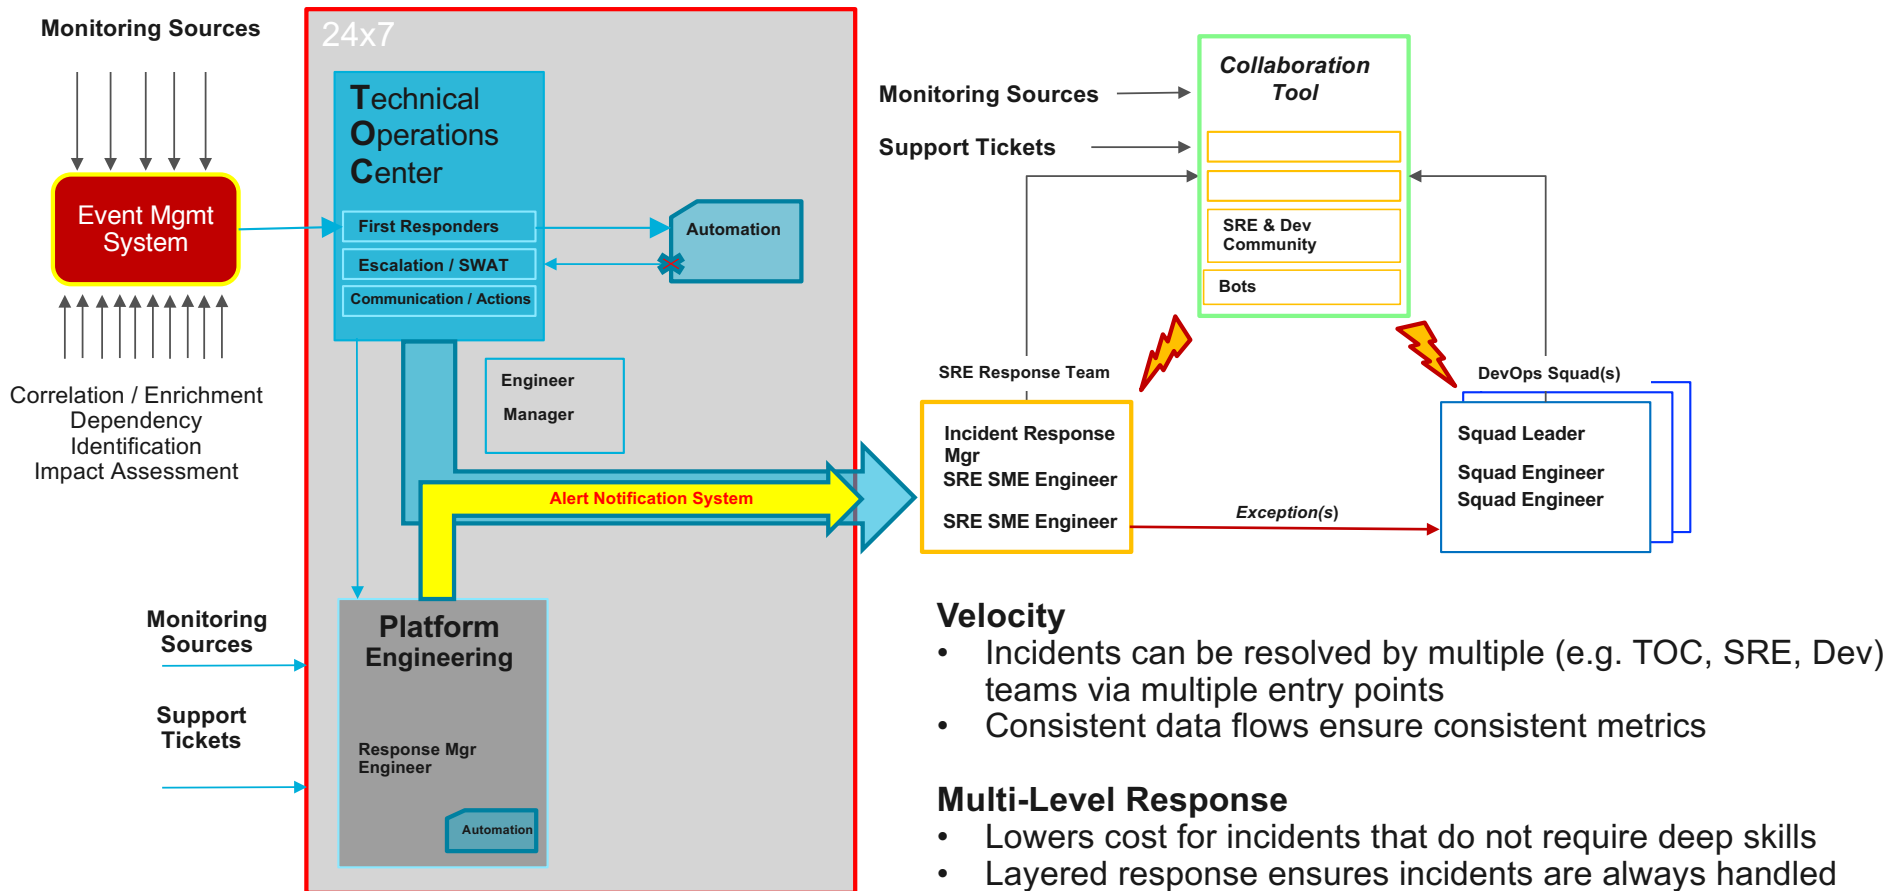 Monitoring Sources
Event Mgmt
System
Correlation / Enrichment
Dependency
Identification
Impact Assessment
Monitoring
Sources
Support
Tickets
24x7
Technical
Operations
Center
First Responders
Escalation / SWAT
Communication / Actions
Automation
Engineer
Manager
Alert Notification System
Platform
Engineering
Response Mgr
Engineer
Automation
Monitoring Sources
Support Tickets
Collaboration
Tool
SRE & Dev
Community
Bots
SRE Response Team
Incident Response
Mgr
SRE SME Engineer
SRE SME Engineer
Exception(s)
DevOps Squad(s)
Squad Leader
Squad Engineer
Squad Engineer
Velocity
• Incidents can be resolved by multiple (e.g. TOC, SRE, Dev)
teams via multiple entry points
• Consistent data flows ensure consistent metrics
Multi-Level Response
• Lowers cost for incidents that do not require deep skills
• Layered response ensures incidents are always handled